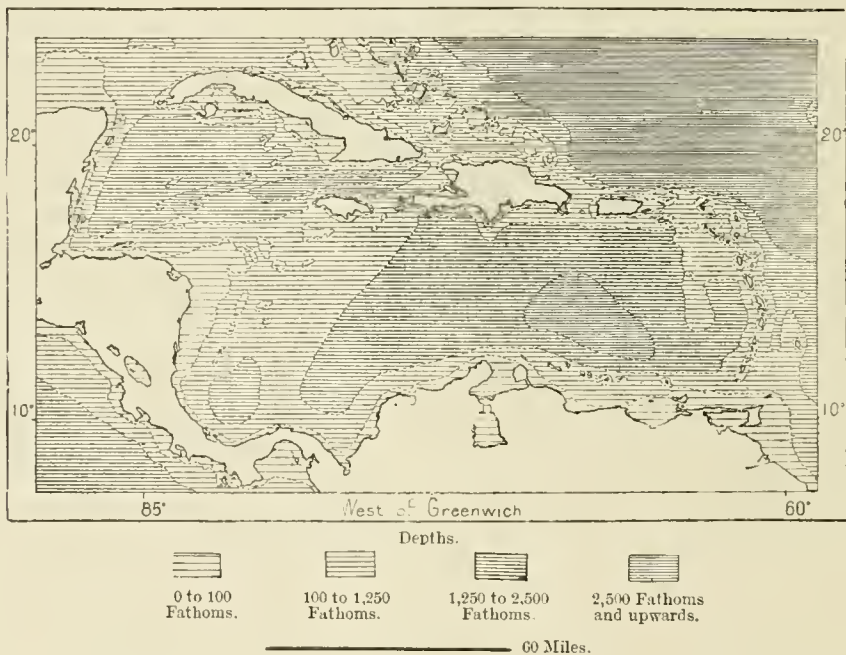 20°
20°
10°
10°
85°
West of Greenwich
60°
Depths.
0 to 100
Fathoms.
100 to 1,250
Fathoms.
1,250 to 2,500
Fathoms.
2,500 Fathoms
and upwards.
60 Miles.